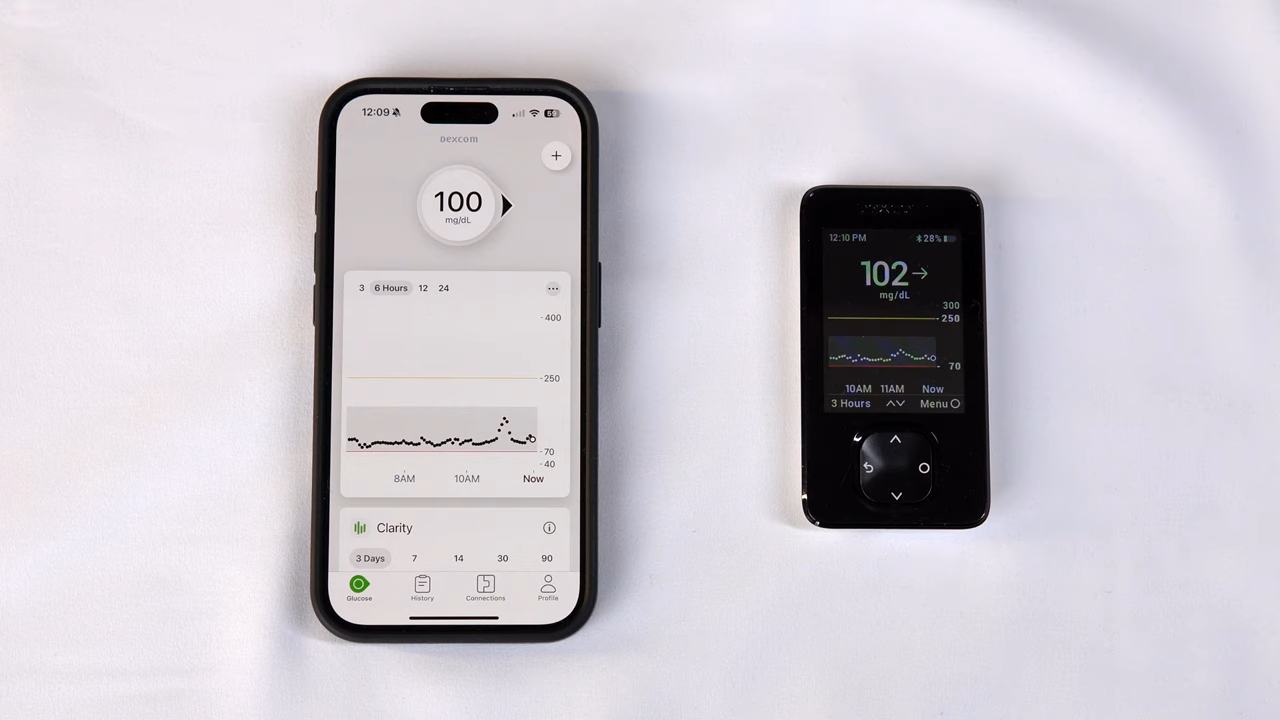 12:09
DEXCOM
+
100
mg/dL
3 6 Hours 12 24
400
250
70
40
8AM 10AM Now
Clarity
3 Days 7 14 30 90
Glucose History Connections Profile
12:10 PM 28%
102
mg/dL
300
250
70
10AM 11AM Now
3 Hours Menu